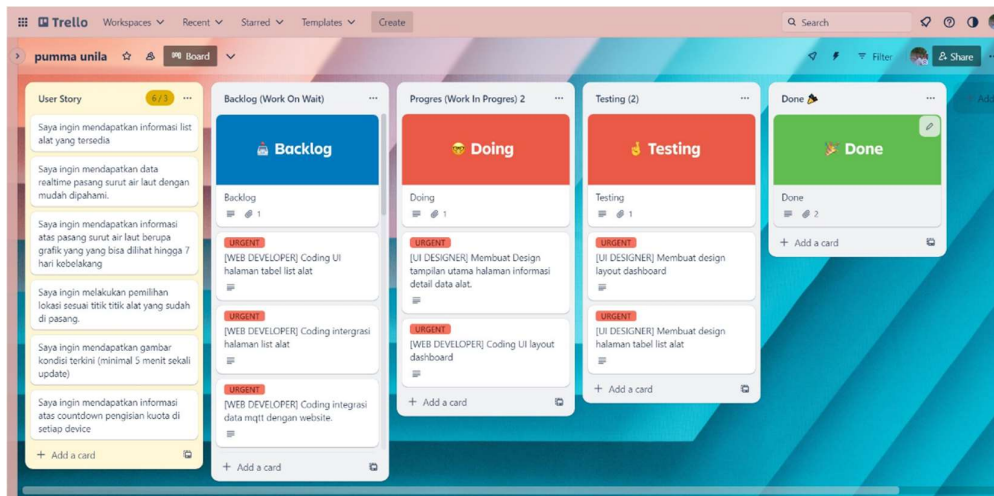 Trello Workspaces Recent Starred Templates Create Search
pumma unila Board Filter Share
User Story 6/3
Saya ingin mendapatkan informasi list
alat yang tersedia
Saya ingin mendapatkan data
realtime pasang surut air laut dengan
mudah dipahami.
Saya ingin mendapatkan informasi
atas pasang surut air laut berupa
grafik yang yang bisa dilihat hingga 7
hari kebelakang
Saya ingin melakukan pemilihan
lokasi sesuai titik titik alat yang sudah
di pasang.
Saya ingin mendapatkan gambar
kondisi terkini (minimal 5 menit sekali
update)
Saya ingin mendapatkan informasi
atas countdown pengisian kuota di
setiap device
+ Add a card
Backlog (Work On Wait)
Backlog
Backlog
1
URGENT
[WEB DEVELOPER] Coding UI
halaman tabel list alat
URGENT
[WEB DEVELOPER] Coding intergrasi
halaman list alat
URGENT
[WEB DEVELOPER] Coding integrasi
data mqtt dengan website.
+ Add a card
Progres (Work In Progres) 2
Doing
Doing
1
URGENT
[UI DESIGNER] Membuat Design
tampilan utama halaman informasi
detail data alat.
URGENT
[WEB DEVELOPER] Coding UI layout
dashboard
+ Add a card
Testing (2)
Testing
Testing
1
URGENT
[UI DESIGNER] Membuat design
layout dashboard
URGENT
[UI DESIGNER] Membuat design
halaman tabel list alat
+ Add a card
Done
Done
Done
2
+ Add a card
Add